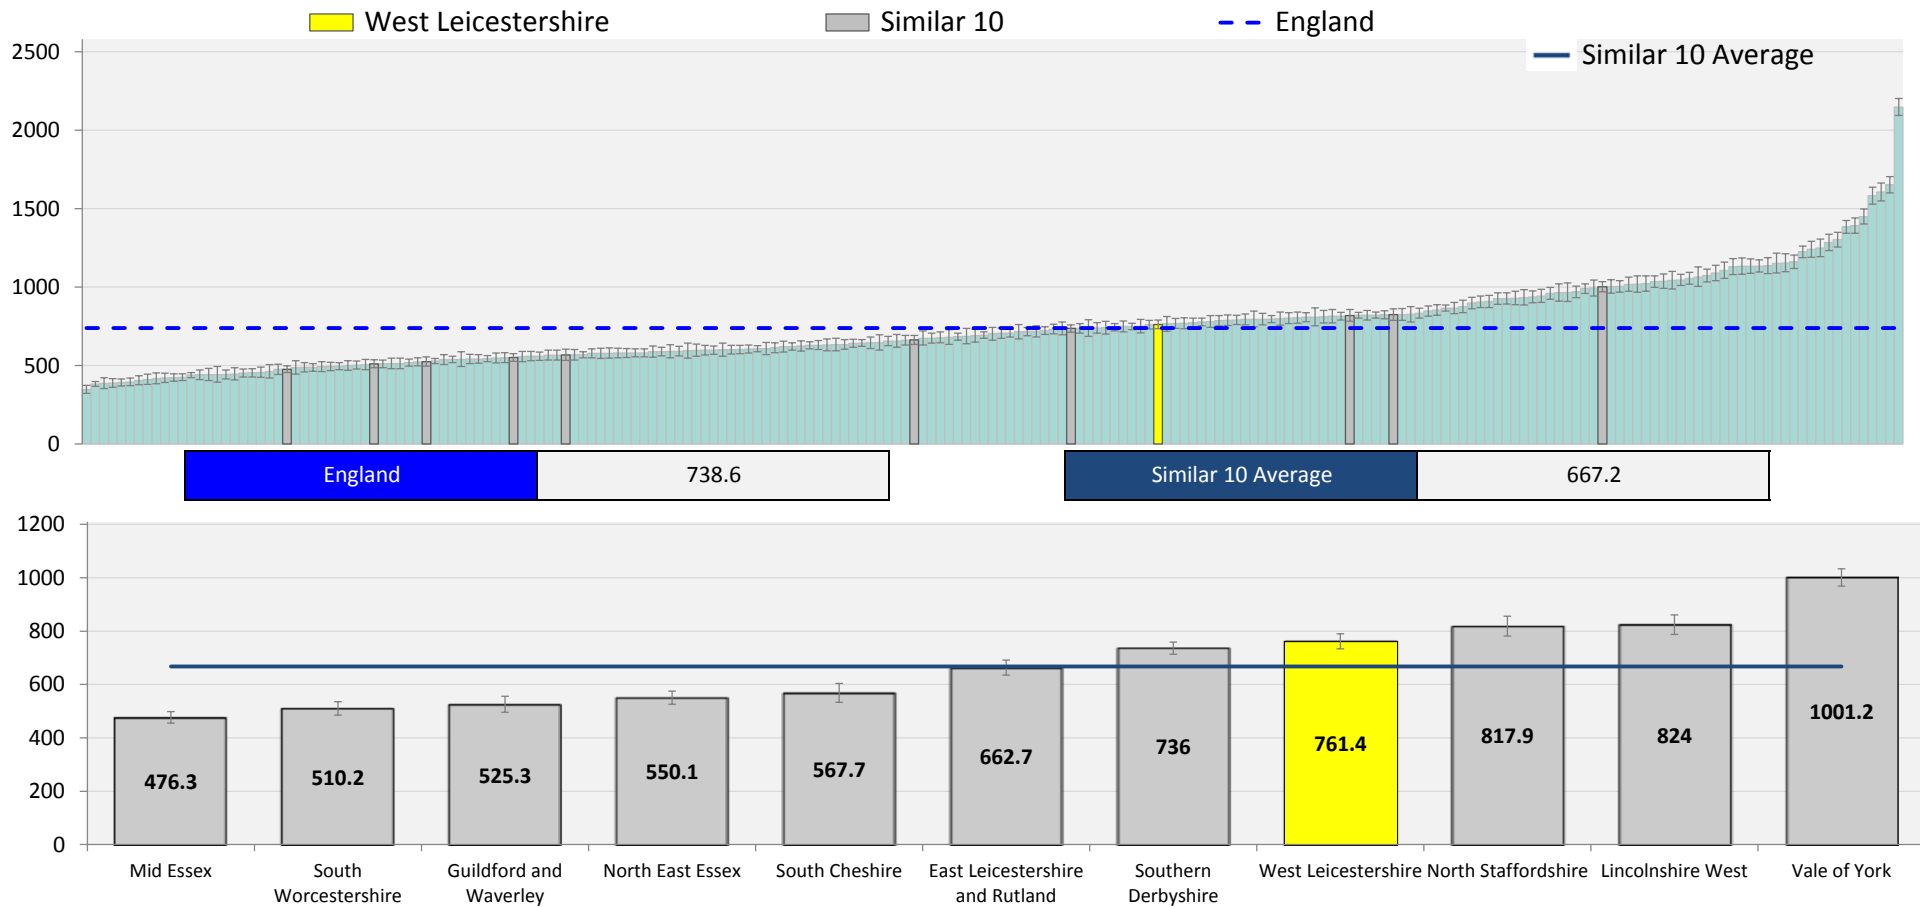 West Leicestershire
Similar 10
England
Similar 10 Average
2500
2000
1500
1000
500
0
England 738.6 Similar 10 Average 667.2
1200
1000
800
600
400
200
0
476.3
510.2
525.3
550.1
567.7
662.7
736
761.4
817.9
824
1001.2
Mid Essex
South
Worcestershire
Guildford and
Waverley
North East Essex
South Cheshire
East Leicestershire
and Rutland
Southern
Derbyshire
West Leicestershire
North Staffordshire
Lincolnshire West
Vale of York